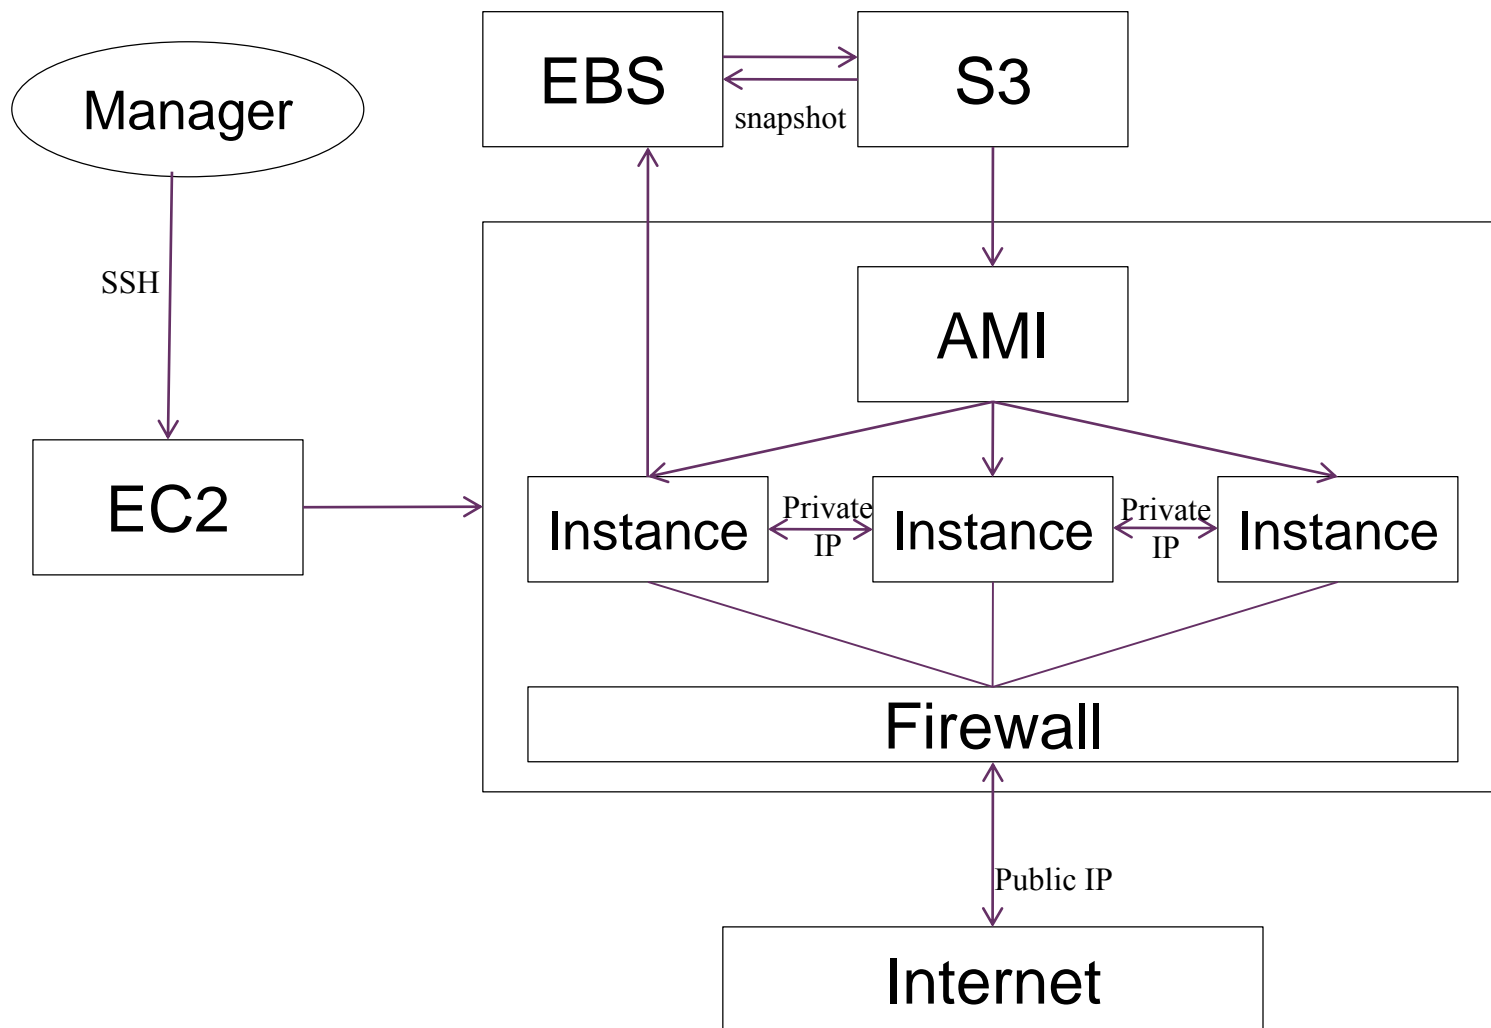 Manager
EBS
S3
snapshot
SSH
AMI
EC2
Instance
Private
IP
Instance
Private
IP
Instance
Firewall
Public IP
Internet